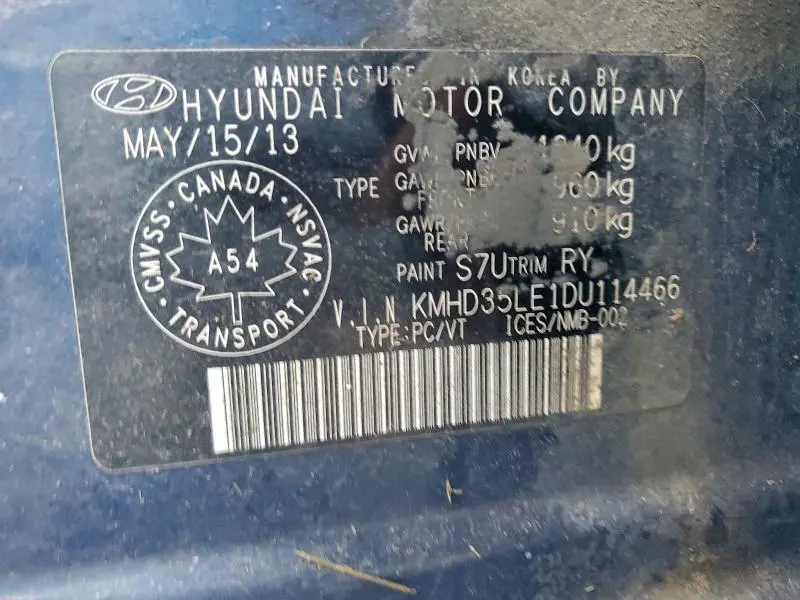 MANUFACTURED IN KOREA BY
HYUNDAI MOTOR COMPANY
MAY/15/13
GVWR PNBV kg
TYPE
GAWR PNBE
FRONT 960 kg
GAWR
REAR 910 kg
CMVSS · CANADA · NSVAC
A54
TRANSPORT
PAINT S7U TRIM RY
V.I.N KMHD35LE1DU114466
TYPE:PC/VT ICES/NMB-002